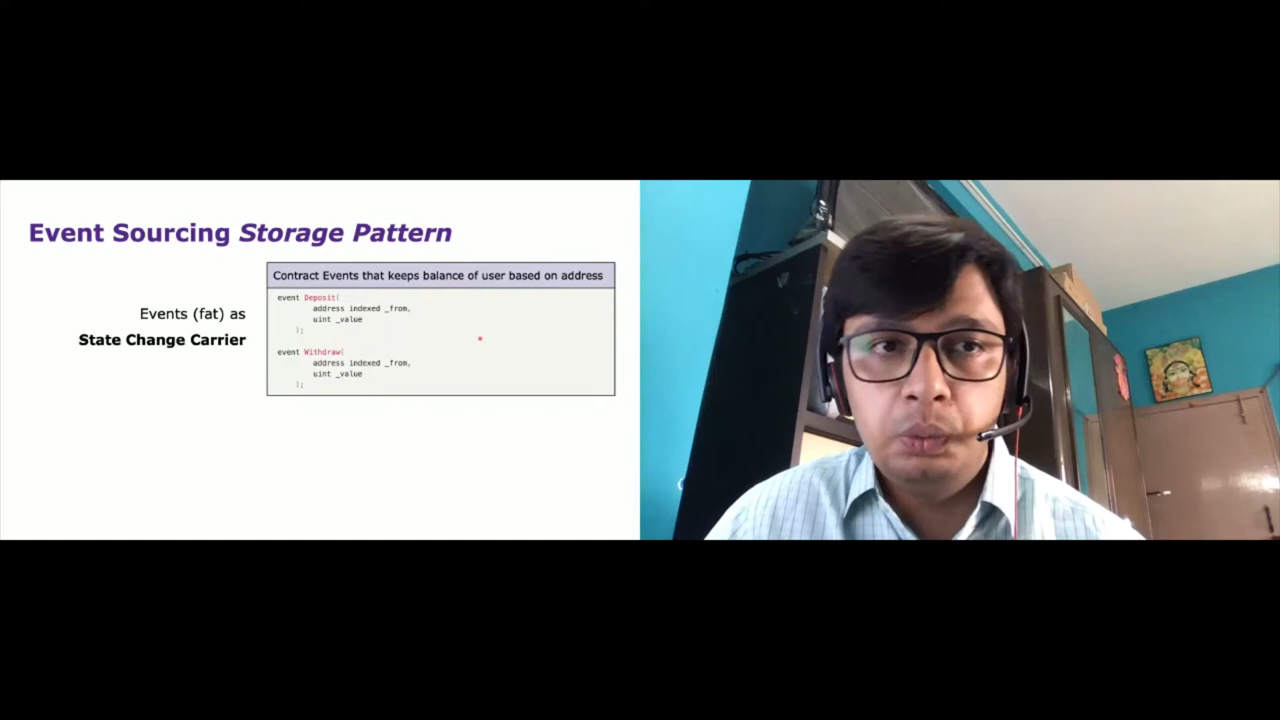 Event Sourcing Storage Pattern
Events (fat) as
State Change Carrier
Contract Events that keeps balance of user based on address
event Deposit(
address indexed _from,
uint _value
);
event Withdraw(
address indexed _from,
uint _value
);